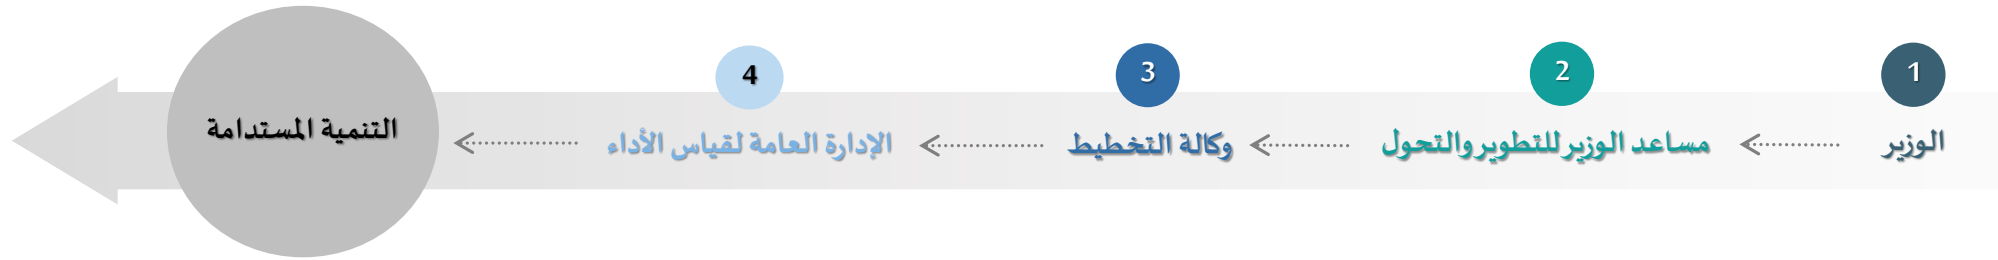 1
الوزير
2
مساعد الوزير للتطوير والتحول
3
وكالة التخطيط
4
الإدارة العامة لقياس الأداء
التنمية المستدامة